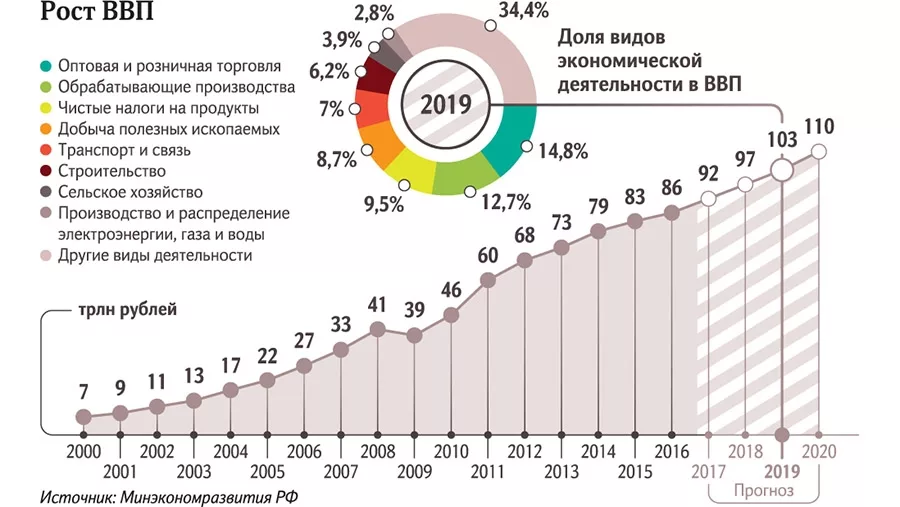 Рост ВВП
Оптовая и розничная торговля
Обрабатывающие производства
Чистые налоги на продукты
Добыча полезных ископаемых
Транспорт и связь
Строительство
Сельское хозяйство
Производство и распределение
электроэнергии, газа и воды
Другие виды деятельности
2,8%
34,4%
3,9%
6,2%
7%
8,7%
9,5%
12,7%
14,8%
2019
Доля видов
экономической
деятельности в ВВП
трлн рублей
7 9 11 13 17 22 27 33 41 39 46 60 68 73 79 83 86 92 97 103 110
2000 2001 2002 2003 2004 2005 2006 2007 2008 2009 2010 2011 2012 2013 2014 2015 2016 2017 2018 2019 2020
Прогноз
Источник: Минэкономразвития РФ